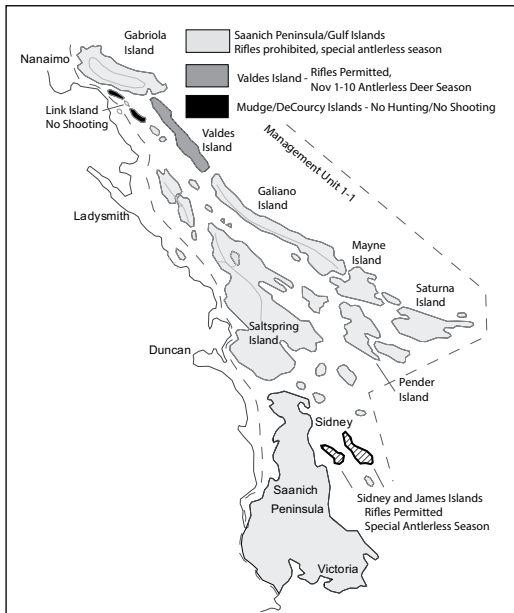 Gabriola
Island
Saanich Peninsula/Gulf Islands
Rifles prohibited, special antlerless season
Nanaimo
Valdes Island - Rifles Permitted,
Nov 1-10 Antlerless Deer Season
Link Island
No Shooting
Mudge/DeCourcy Islands - No Hunting/No Shooting
Valdes
Island
Management Unit 1-1
Galiano
Island
Ladysmith
Mayne
Island
Saturna
Island
Saltspring
Island
Duncan
Pender
Island
Sidney
Saanich
Peninsula
Sidney and James Islands
Rifles Permitted
Special Antlerless Season
Victoria